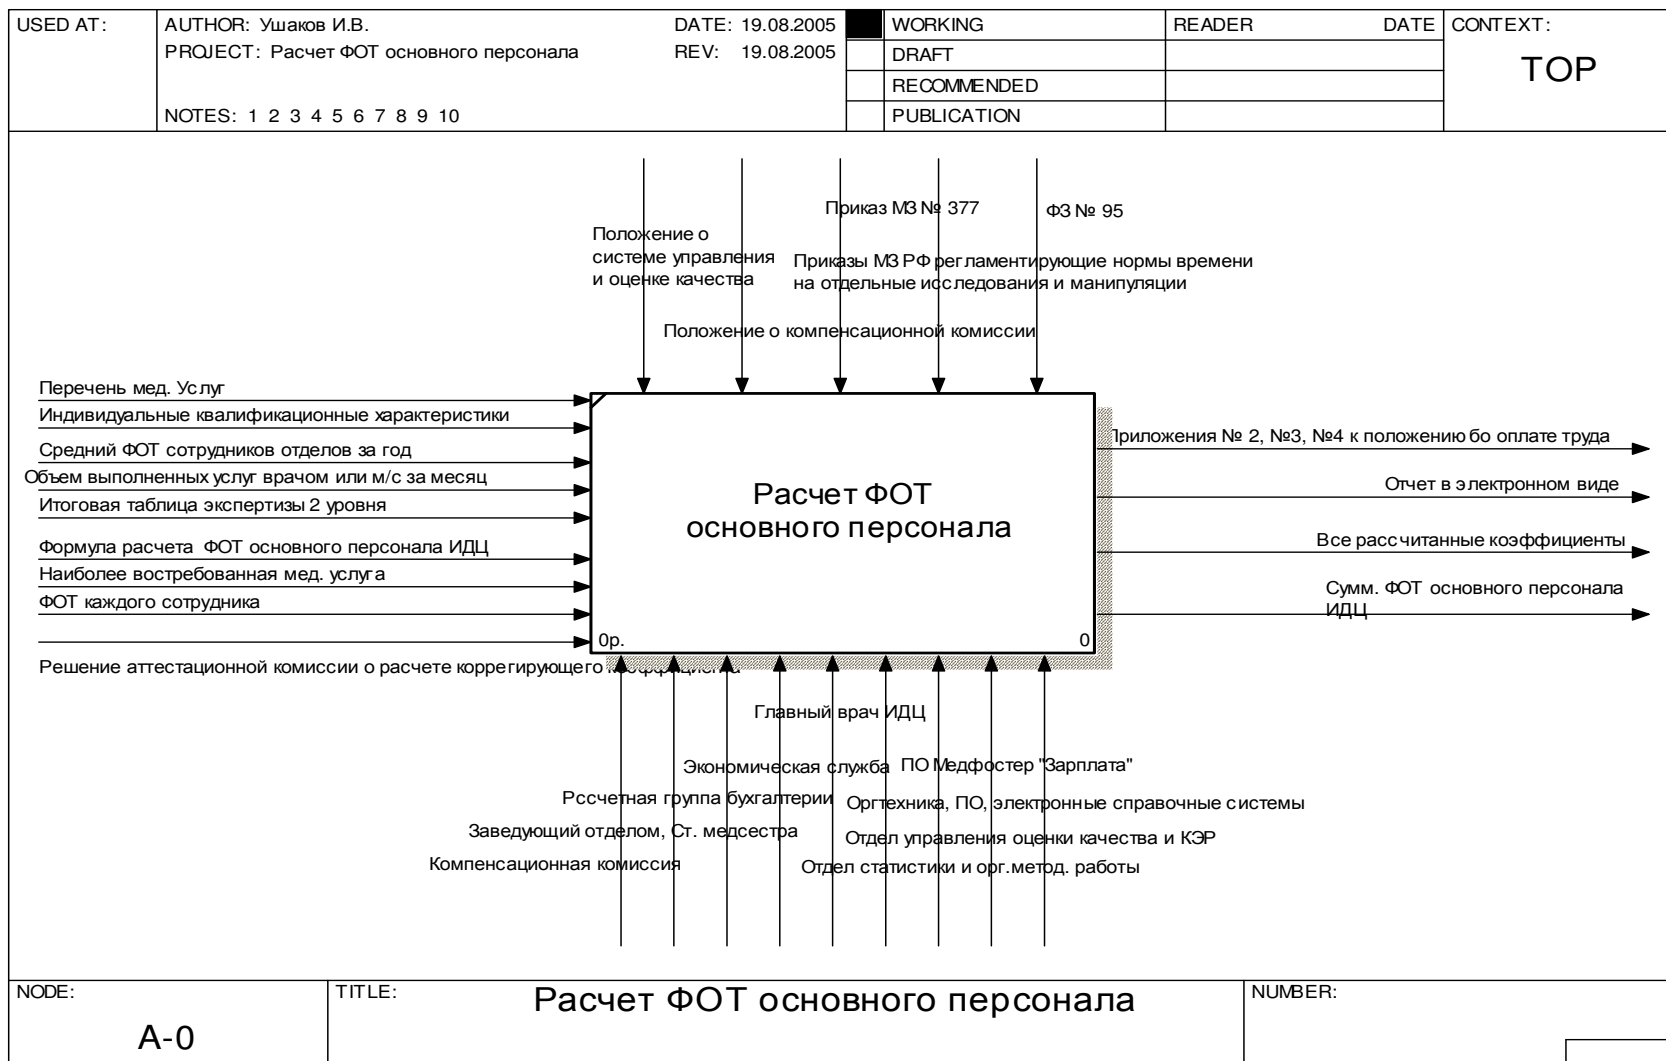 USED AT:
AUTHOR: Ушаков И.В.
DATE: 19.08.2005
PROJECT: Расчет ФОТ основного персонала
REV: 19.08.2005
NOTES: 1 2 3 4 5 6 7 8 9 10
WORKING
DRAFT
RECOMMENDED
PUBLICATION
READER
DATE
CONTEXT:
TOP
Приказ МЗ № 377
ФЗ № 95
Положение о
системе управления
и оценке качества
Приказы МЗ РФ регламентирующие нормы времени
на отдельные исследования и манипуляции
Положение о компенсационной комиссии
Перечень мед. Услуг
Индивидуальные квалификационные характеристики
Средний ФОТ сотрудников отделов за год
Объем выполненных услуг врачом или м/с за месяц
Итоговая таблица экспертизы 2 уровня
Формула расчета ФОТ основного персонала ИДЦ
Наиболее востребованная мед. услуга
ФОТ каждого сотрудника
Решение аттестационной комиссии о расчете коррегирующего
Расчет ФОТ
основного персонала
0р.
0
Приложения № 2, №3, №4 к положению бо оплате труда
Отчет в электронном виде
Все рассчитанные коэффициенты
Сумм. ФОТ основного персонала
ИДЦ
Главный врач ИДЦ
Экономическая служба
ПО Медфостер "Зарплата"
Рссчетная группа бухгалтерии
Оргтехника, ПО, электронные справочные системы
Заведующий отделом, Ст. медсестра
Отдел управления оценки качества и КЭР
Компенсационная комиссия
Отдел статистики и орг.метод. работы
NODE:
A-0
TITLE:
Расчет ФОТ основного персонала
NUMBER: